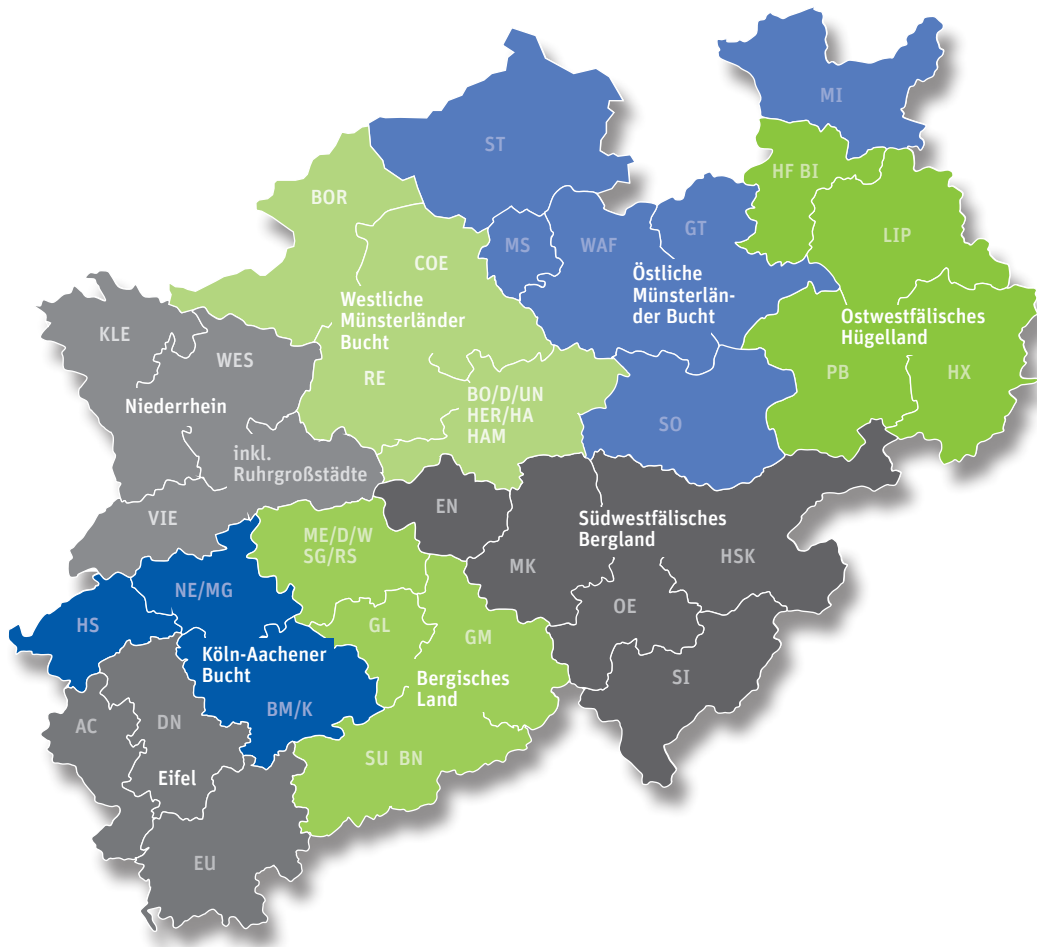 MI
ST
HF BI
BOR
LIP
MS
WAF
GT
COE
Östliche
Münsterlän-
der Bucht
Westliche
Münsterländer
Bucht
Ostwestfälisches
Hügelland
KLE
WES
RE
PB
HX
Niederrhein
BO/D/UN
HER/HA
HAM
SO
inkl.
Ruhrgroßstädte
EN
VIE
Südwestfälisches
Bergland
ME/D/W
SG/RS
HSK
MK
NE/MG
OE
HS
GL
GM
Köln-Aachener
Bucht
Bergisches
Land
SI
BM/K
AC
DN
Eifel
SU BN
EU